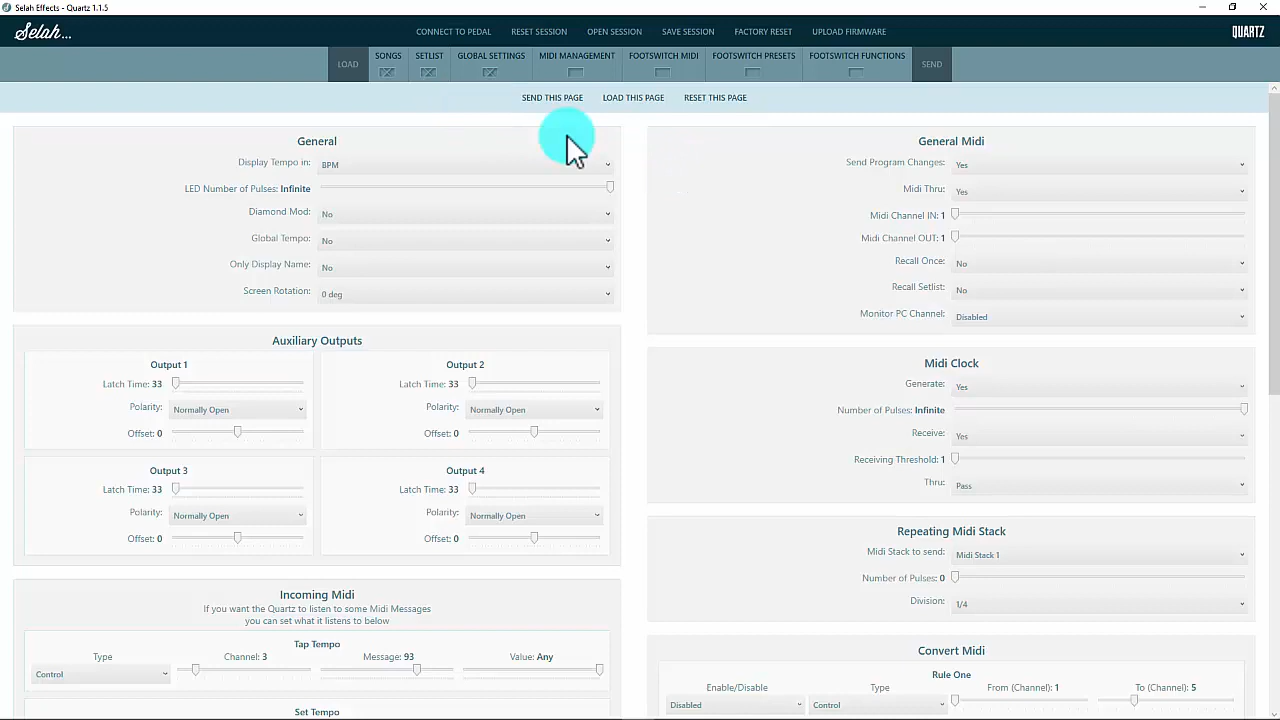 Selah Effects - Quartz 1.1.5
Selah...
CONNECT TO PEDAL RESET SESSION OPEN SESSION SAVE SESSION FACTORY RESET UPLOAD FIRMWARE
QUARTZ
LOAD SONGS SETLIST GLOBAL SETTINGS MIDI MANAGEMENT FOOTSWITCH MIDI FOOTSWITCH PRESETS FOOTSWITCH FUNCTIONS SEND
SEND THIS PAGE LOAD THIS PAGE RESET THIS PAGE
General
Display Tempo in: BPM
LED Number of Pulses: Infinite
Diamond Mod: No
Global Tempo: No
Only Display Name: No
Screen Rotation: 0 deg
Auxiliary Outputs
Output 1
Latch Time: 33
Polarity: Normally Open
Offset: 0
Output 2
Latch Time: 33
Polarity: Normally Open
Offset: 0
Output 3
Latch Time: 33
Polarity: Normally Open
Offset: 0
Output 4
Latch Time: 33
Polarity: Normally Open
Offset: 0
Incoming Midi
If you want the Quartz to listen to some Midi Messages
you can set what it listens to below
Tap Tempo
Type Channel: 3 Message: 93 Value: Any
Control
Set Tempo
General Midi
Send Program Changes: Yes
Midi Thru: Yes
Midi Channel IN: 1
Midi Channel OUT: 1
Recall Once: No
Recall Setlist: No
Monitor PC Channel: Disabled
Midi Clock
Generate: Yes
Number of Pulses: Infinite
Receive: Yes
Receiving Threshold: 1
Thru: Pass
Repeating Midi Stack
Midi Stack to send: Midi Stack 1
Number of Pulses: 0
Division: 1/4
Convert Midi
Rule One
Enable/Disable Type From (Channel): 1 To (Channel): 5
Disabled Control